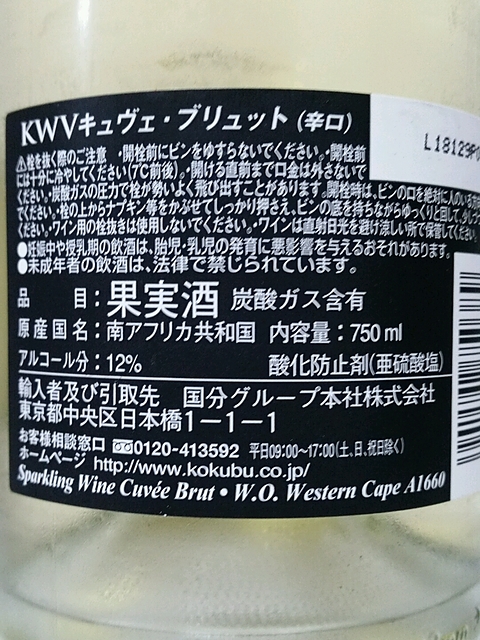 KWVキュヴェ・ブリュット (辛口)
L18129P0
⚠栓を抜く際のご注意 ・開栓前にビンをゆすらないでください。・開栓前
には十分に冷やしてください(7℃前後)。・開ける直前まで口金は外さないで
ください。・炭酸ガスの圧力で栓が勢いよく飛び出すことがあります。開栓時は、ビンの口を絶対に人のいる方
てください。・栓の上からナプキン等をかぶせてしっかり押さえ、ビンの底を持ちながらゆっくりと回して、少しずつ
ください。・ワイン用の栓抜きは使用しないでください。・ワインは直射日光を避け涼しい所で保管してください。
●妊娠中や授乳期の飲酒は、胎児・乳児の発育に悪影響を与えるおそれがあります。
●未成年者の飲酒は、法律で禁じられています。
品 目：果実酒 炭酸ガス含有
原産国名：南アフリカ共和国 内容量：750 ml
アルコール分：12% 酸化防止剤(亜硫酸塩)
輸入者及び引取先 国分グループ本社株式会社
東京都中央区日本橋1－1－1
お客様相談窓口 0120-413592 平日09:00～17:00(土、日、祝日除く)
ホームページ http://www.kokubu.co.jp/
Sparkling Wine Cuvée Brut • W.O. Western Cape A1660